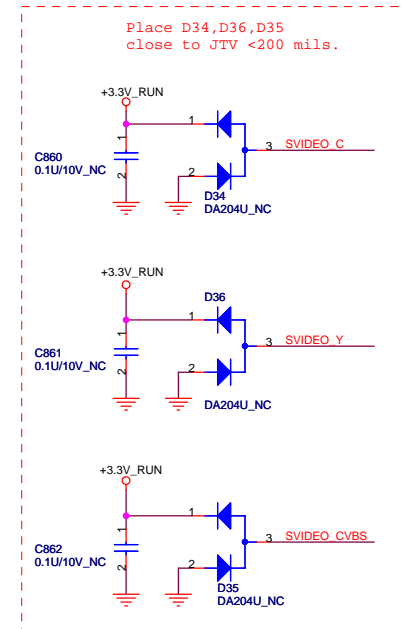 Place D34,D36,D35
close to JTV <200 mils.
+3.3V_RUN
1
1
3 SVIDEO_C
C860
0.1U/10V_NC
2
2
D34
DA204U_NC
+3.3V_RUN
D36
1
1
3 SVIDEO_Y
C861
0.1U/10V_NC
2
2
DA204U_NC
+3.3V_RUN
1
1
3 SVIDEO_CVBS
C862
0.1U/10V_NC
2
2
D35
DA204U_NC